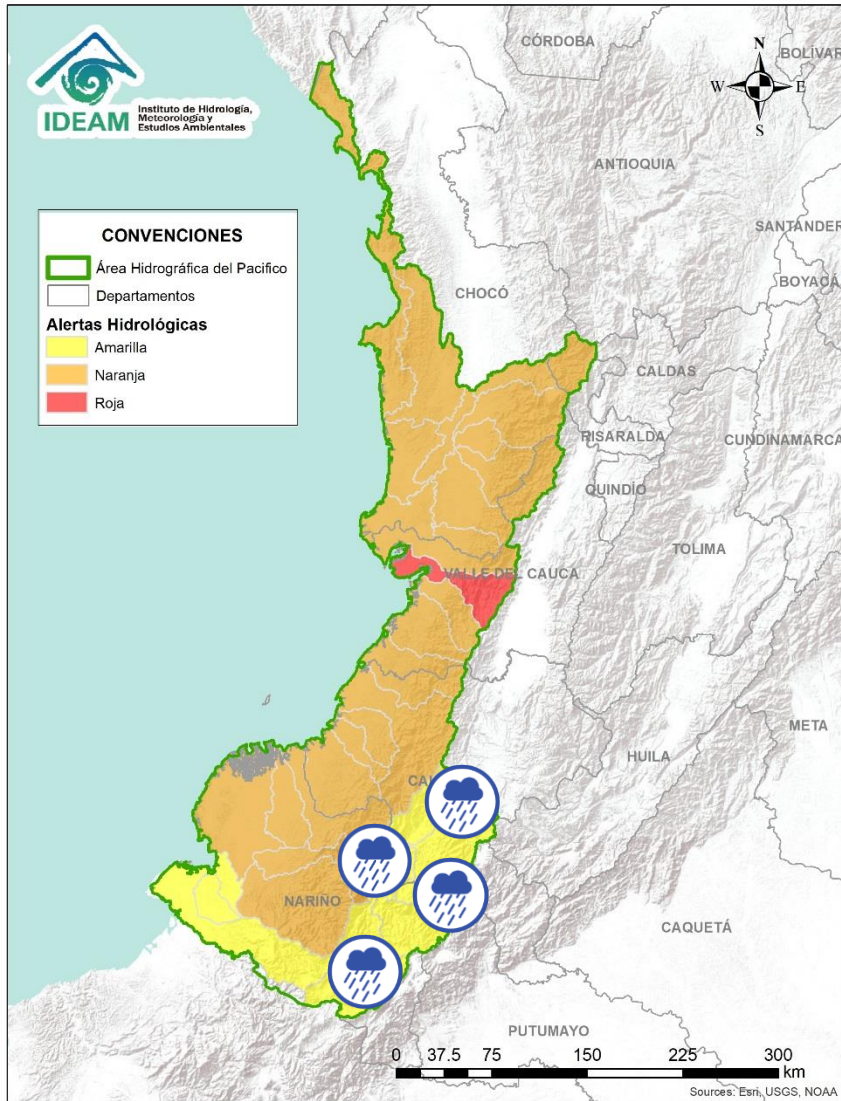 IDEAM
Instituto de Hidrología,
Meteorología y
Estudios Ambientales
CÓRDOBA
BOLÍVAR
N
W
E
S
ANTIOQUIA
CONVENCIONES
Área Hidrográfica del Pacifico
Departamentos
Alertas Hidrológicas
Amarilla
Naranja
Roja
SANTANDER
BOYACÁ
CHOCÓ
CALDAS
RISARALDA
CUNDINAMARCA
QUINDÍO
TOLIMA
VALLE DEL CAUCA
META
HUILA
NARIÑO
CAQUETÁ
PUTUMAYO
0 37.5 75 150 225 300
km
Sources: Esri, USGS, NOAA